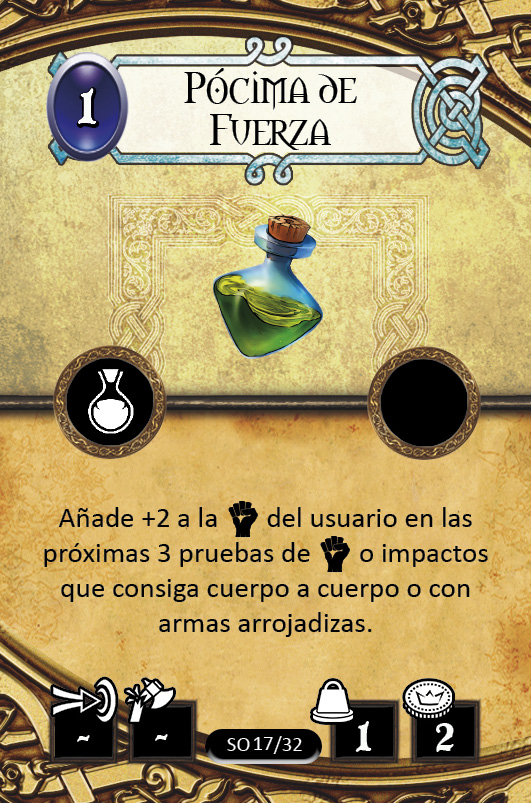 1
Pócima de
Fuerza
Añade +2 a la del usuario en las
próximas 3 pruebas de o impactos
que consiga cuerpo a cuerpo o con
armas arrojadizas.
~ ~ SO 17/32 1 2